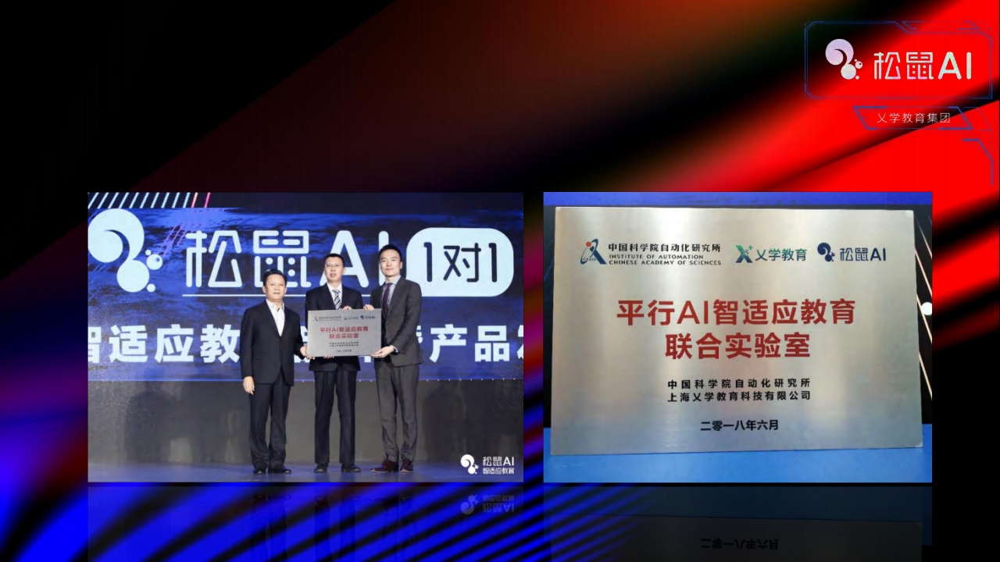 松鼠AI
乂学教育集团
松鼠AI 1对1
智适应教
产品发
平行AI智适应教育
联合实验室
松鼠AI
智适应教育
中国科学院自动化研究所
INSTITUTE OF AUTOMATION
CHINESE ACADEMY OF SCIENCES
乂学教育
松鼠AI
平行AI智适应教育
联合实验室
中国科学院自动化研究所
上海乂学教育科技有限公司
二零一八年六月